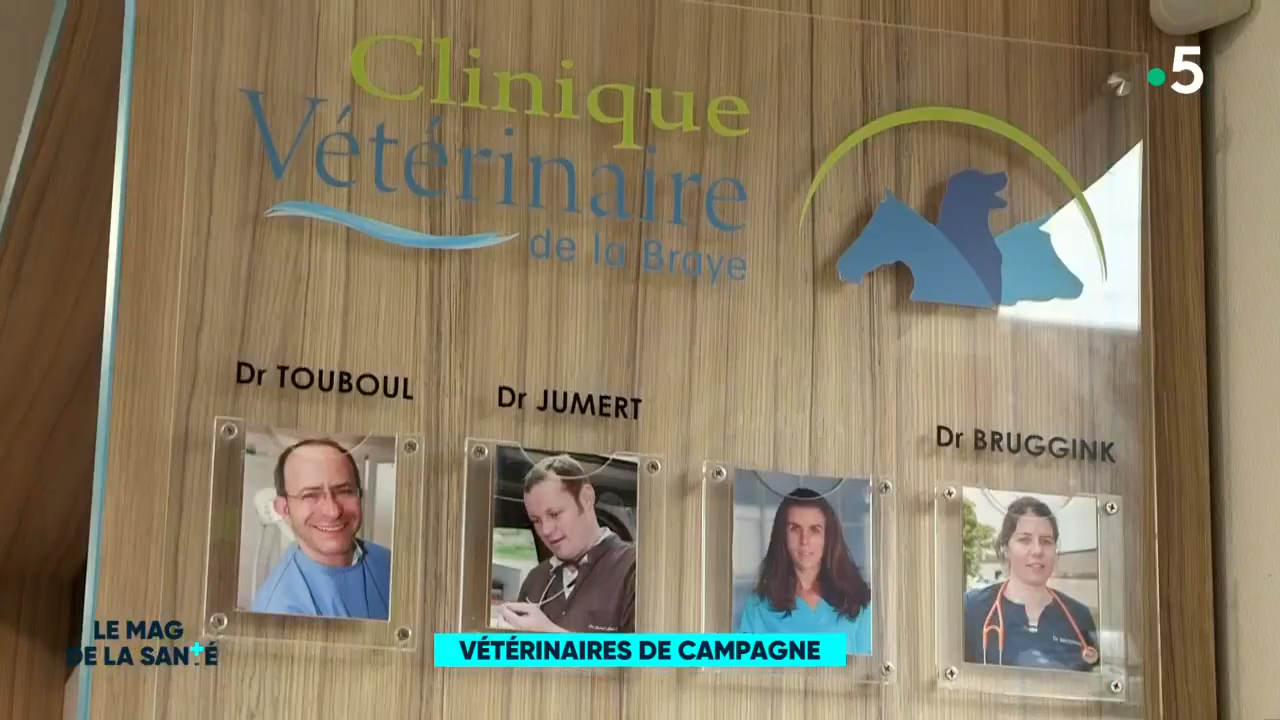 5
Clinique
Vétérinaire
de la Braye
Dr TOUBOUL
Dr JUMERT
Dr BRUGGINK
LE MAG
DE LA SANTÉ
VÉTÉRINAIRES DE CAMPAGNE